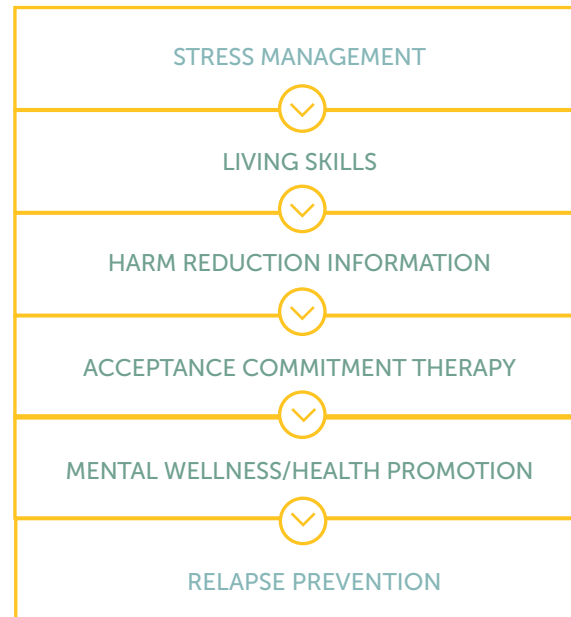 STRESS MANAGEMENT
LIVING SKILLS
HARM REDUCTION INFORMATION
ACCEPTANCE COMMITMENT THERAPY
MENTAL WELLNESS/HEALTH PROMOTION
RELAPSE PREVENTION